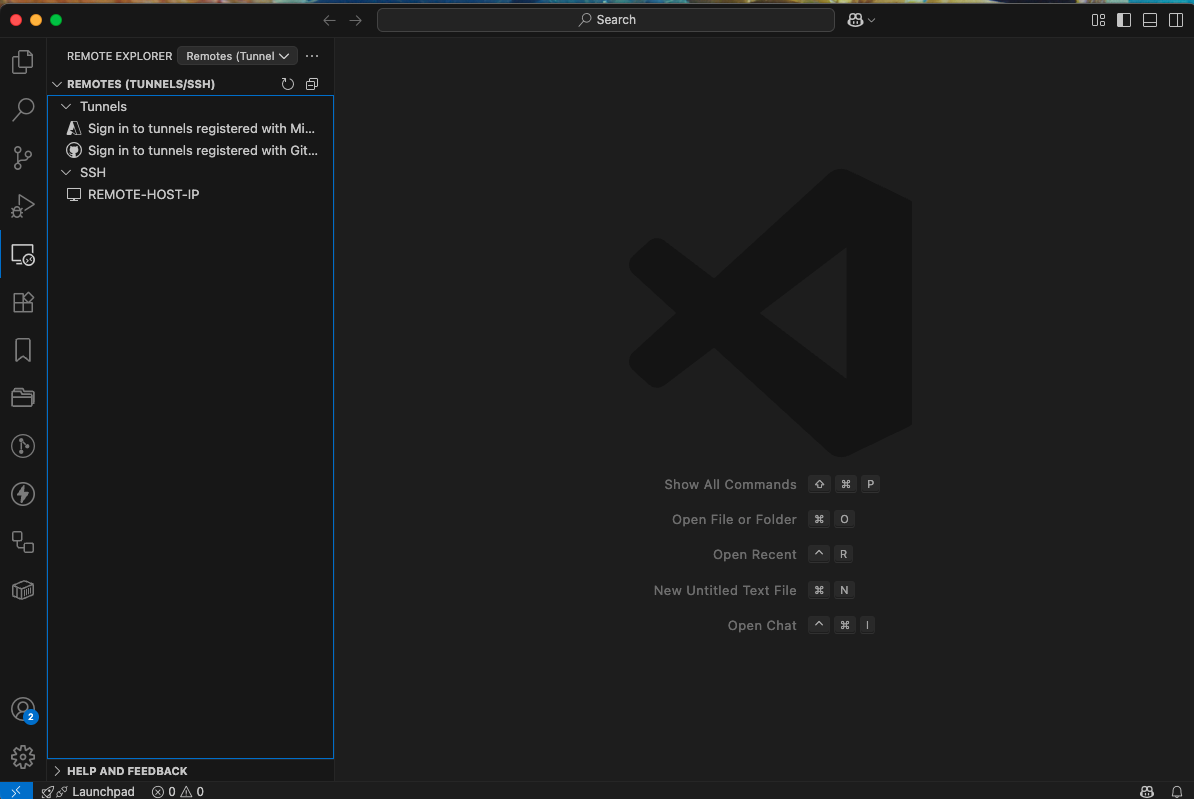 Search
REMOTE EXPLORER Remotes (Tunnel
REMOTES (TUNNELS/SSH)
Tunnels
Sign in to tunnels registered with Mi...
Sign in to tunnels registered with Git...
SSH
REMOTE-HOST-IP
Show All Commands ⇧ ⌘ P
Open File or Folder ⌘ O
Open Recent ^ R
New Untitled Text File ⌘ N
Open Chat ^ ⌘ I
2
HELP AND FEEDBACK
Launchpad 0 0